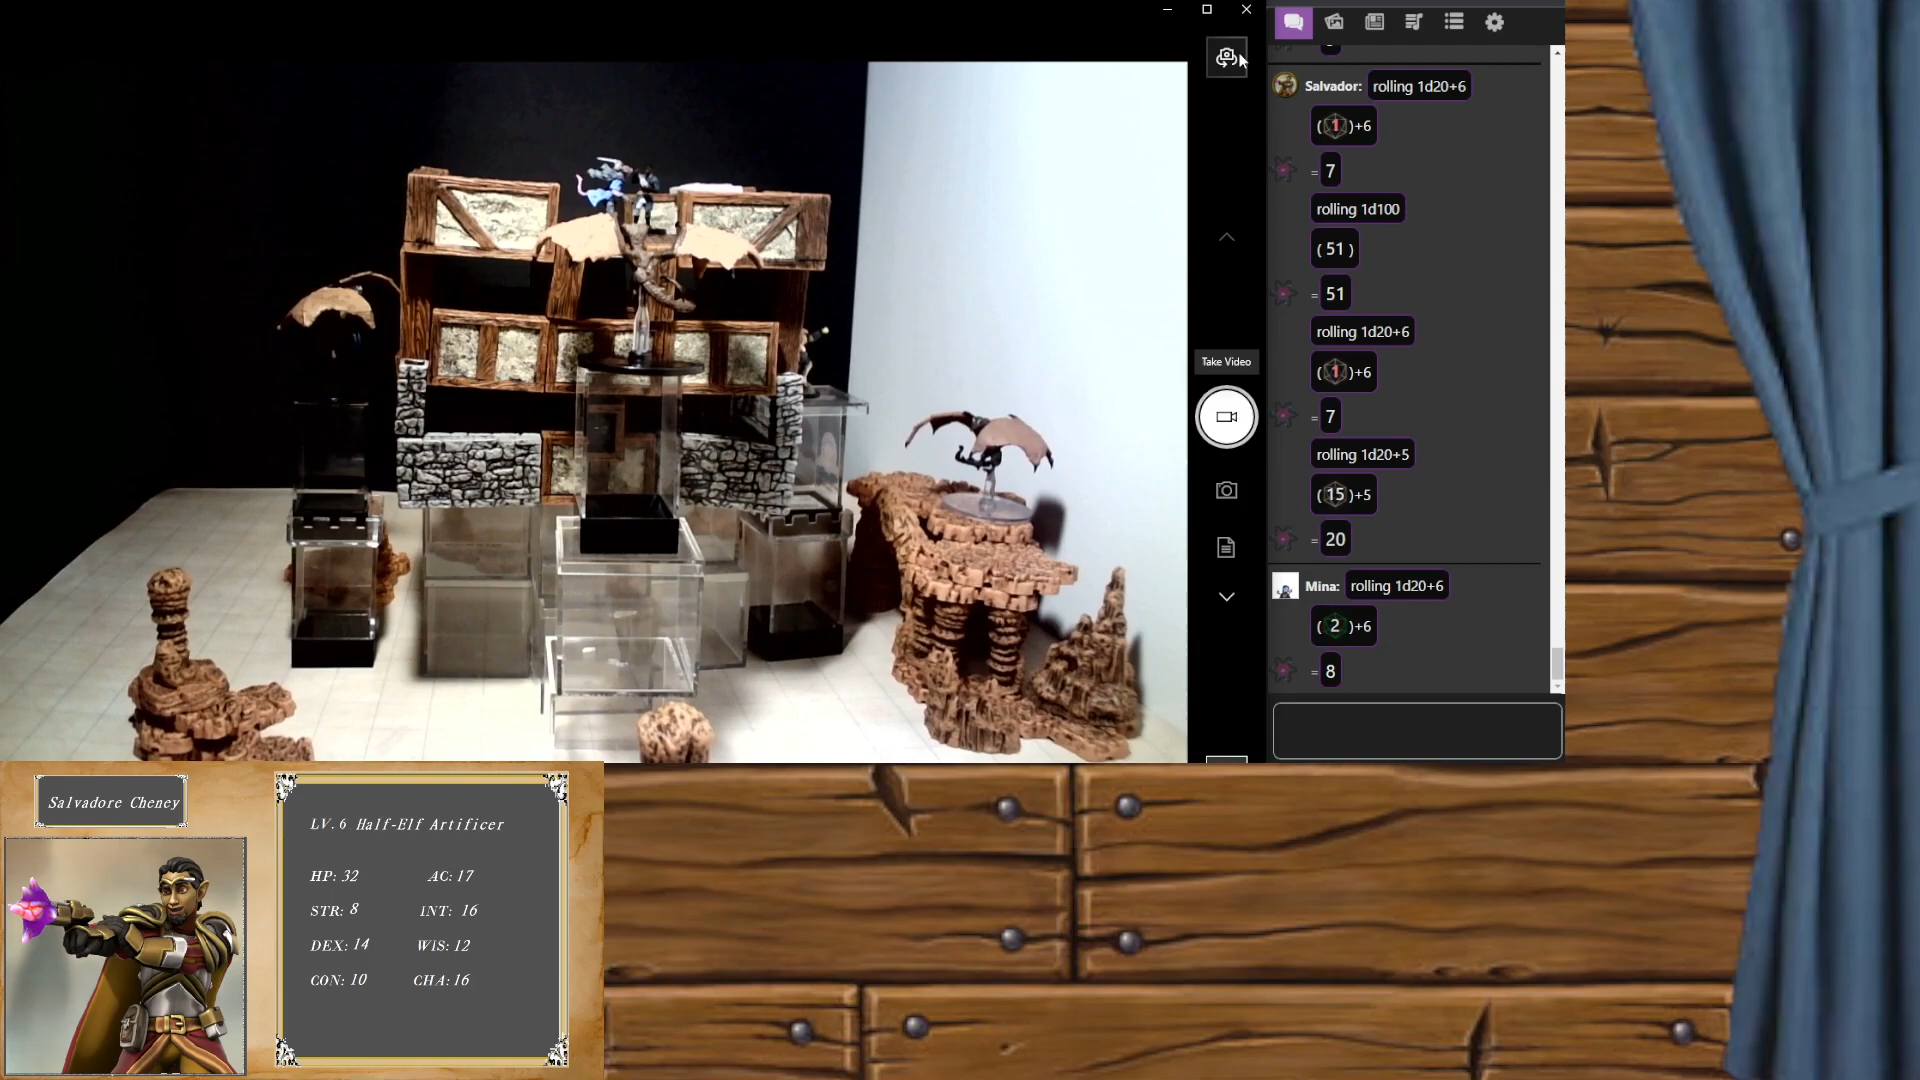 Salvador: rolling 1d20+6
(1)+6
= 7
rolling 1d100
(51)
= 51
rolling 1d20+6
(1)+6
= 7
rolling 1d20+5
(15)+5
= 20
Mina: rolling 1d20+6
(2)+6
= 8
Take Video
Salvadore Cheney
LV.6 Half-Elf Artificer
HP: 32 AC: 17
STR: 8 INT: 16
DEX: 14 WIS: 12
CON: 10 CHA: 16